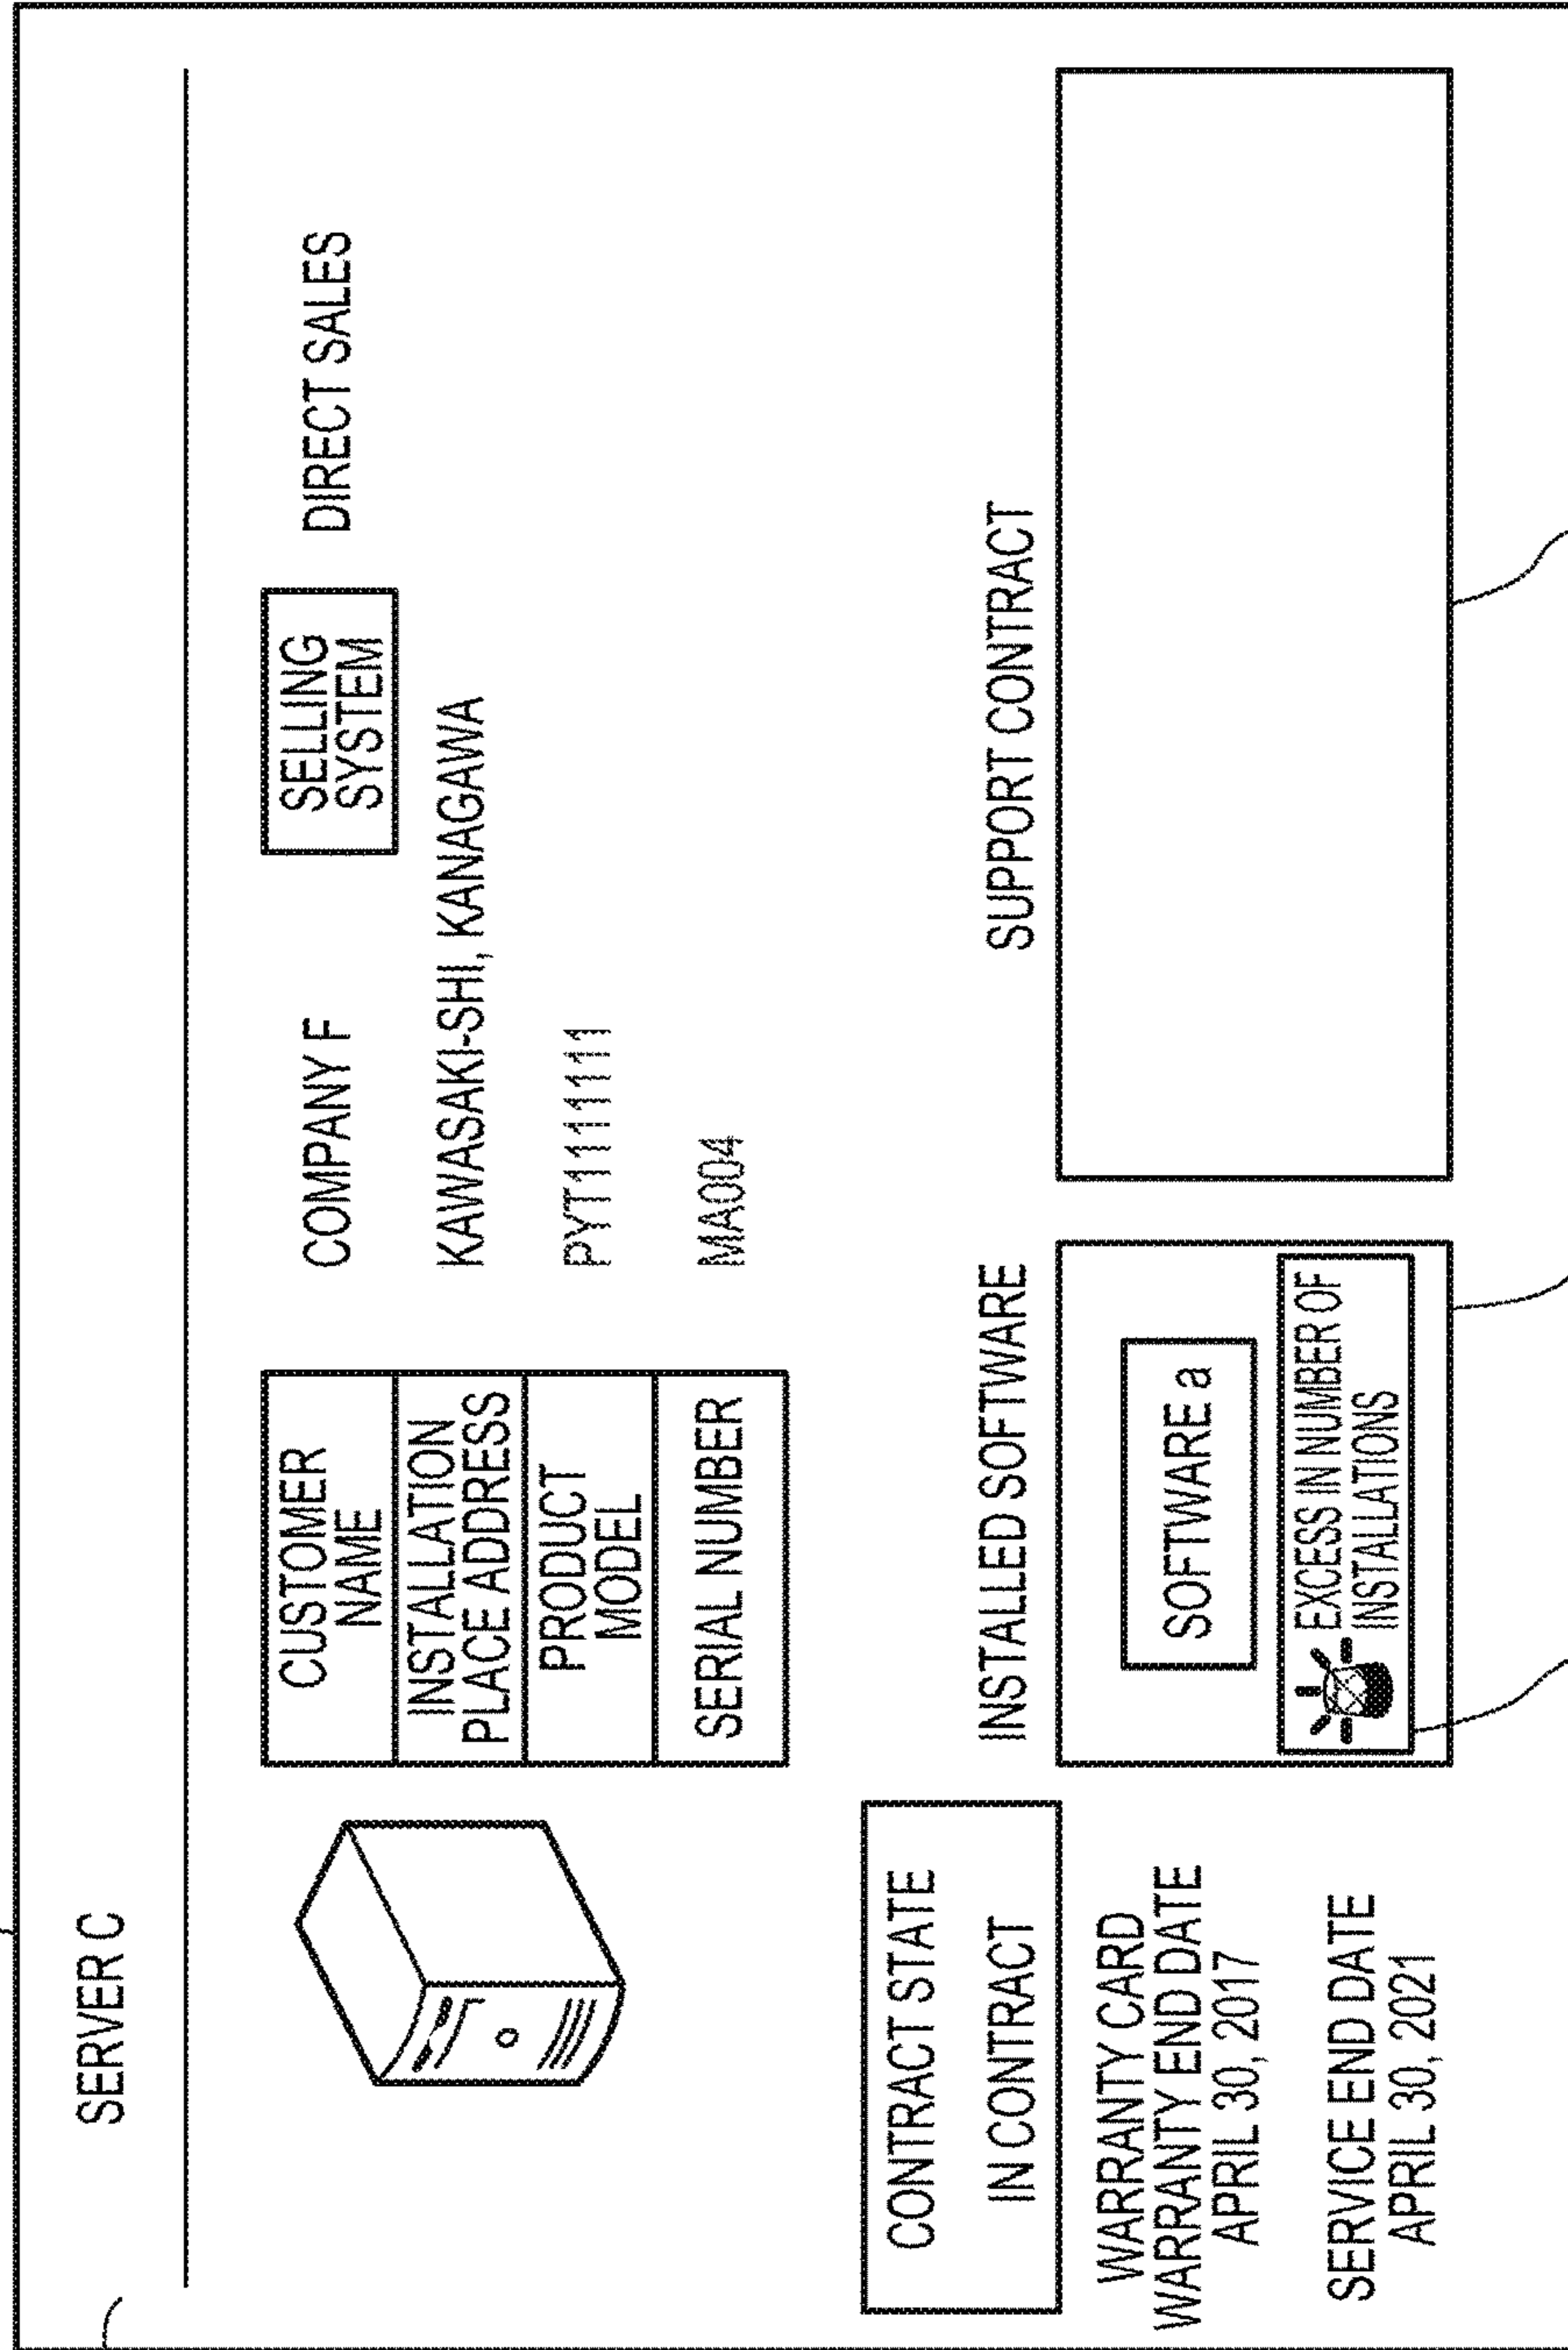 SERVER C
CUSTOMER
NAME
COMPANY F
SELLING
SYSTEM
DIRECT SALES
INSTALLATION
PLACE ADDRESS
KAWASAKI-SHI, KANAGAWA
PRODUCT
MODEL
PYT1111111
SERIAL NUMBER
MA004
CONTRACT STATE
IN CONTRACT
WARRANTY CARD
WARRANTY END DATE
APRIL 30, 2017
SERVICE END DATE
APRIL 30, 2021
INSTALLED SOFTWARE
SOFTWARE a
EXCESS IN NUMBER OF
INSTALLATIONS
SUPPORT CONTRACT